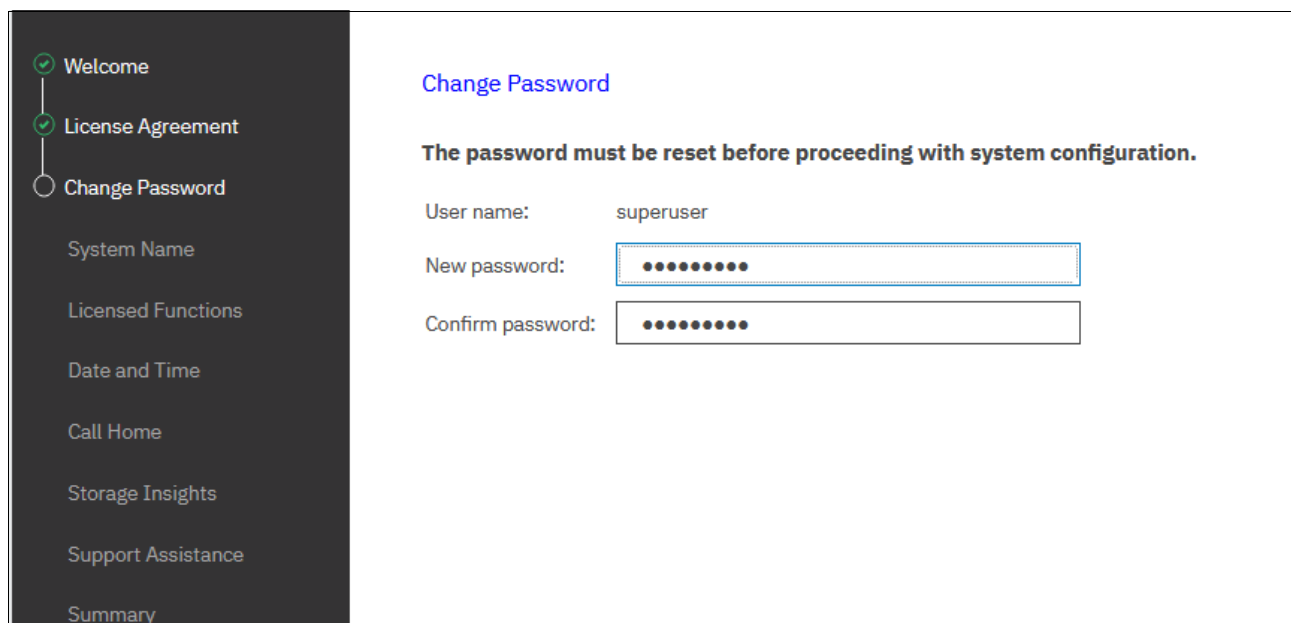 Welcome
License Agreement
Change Password
System Name
Licensed Functions
Date and Time
Call Home
Storage Insights
Support Assistance
Summary
Change Password
The password must be reset before proceeding with system configuration.
User name: superuser
New password: ●●●●●●●●●
Confirm password: ●●●●●●●●●